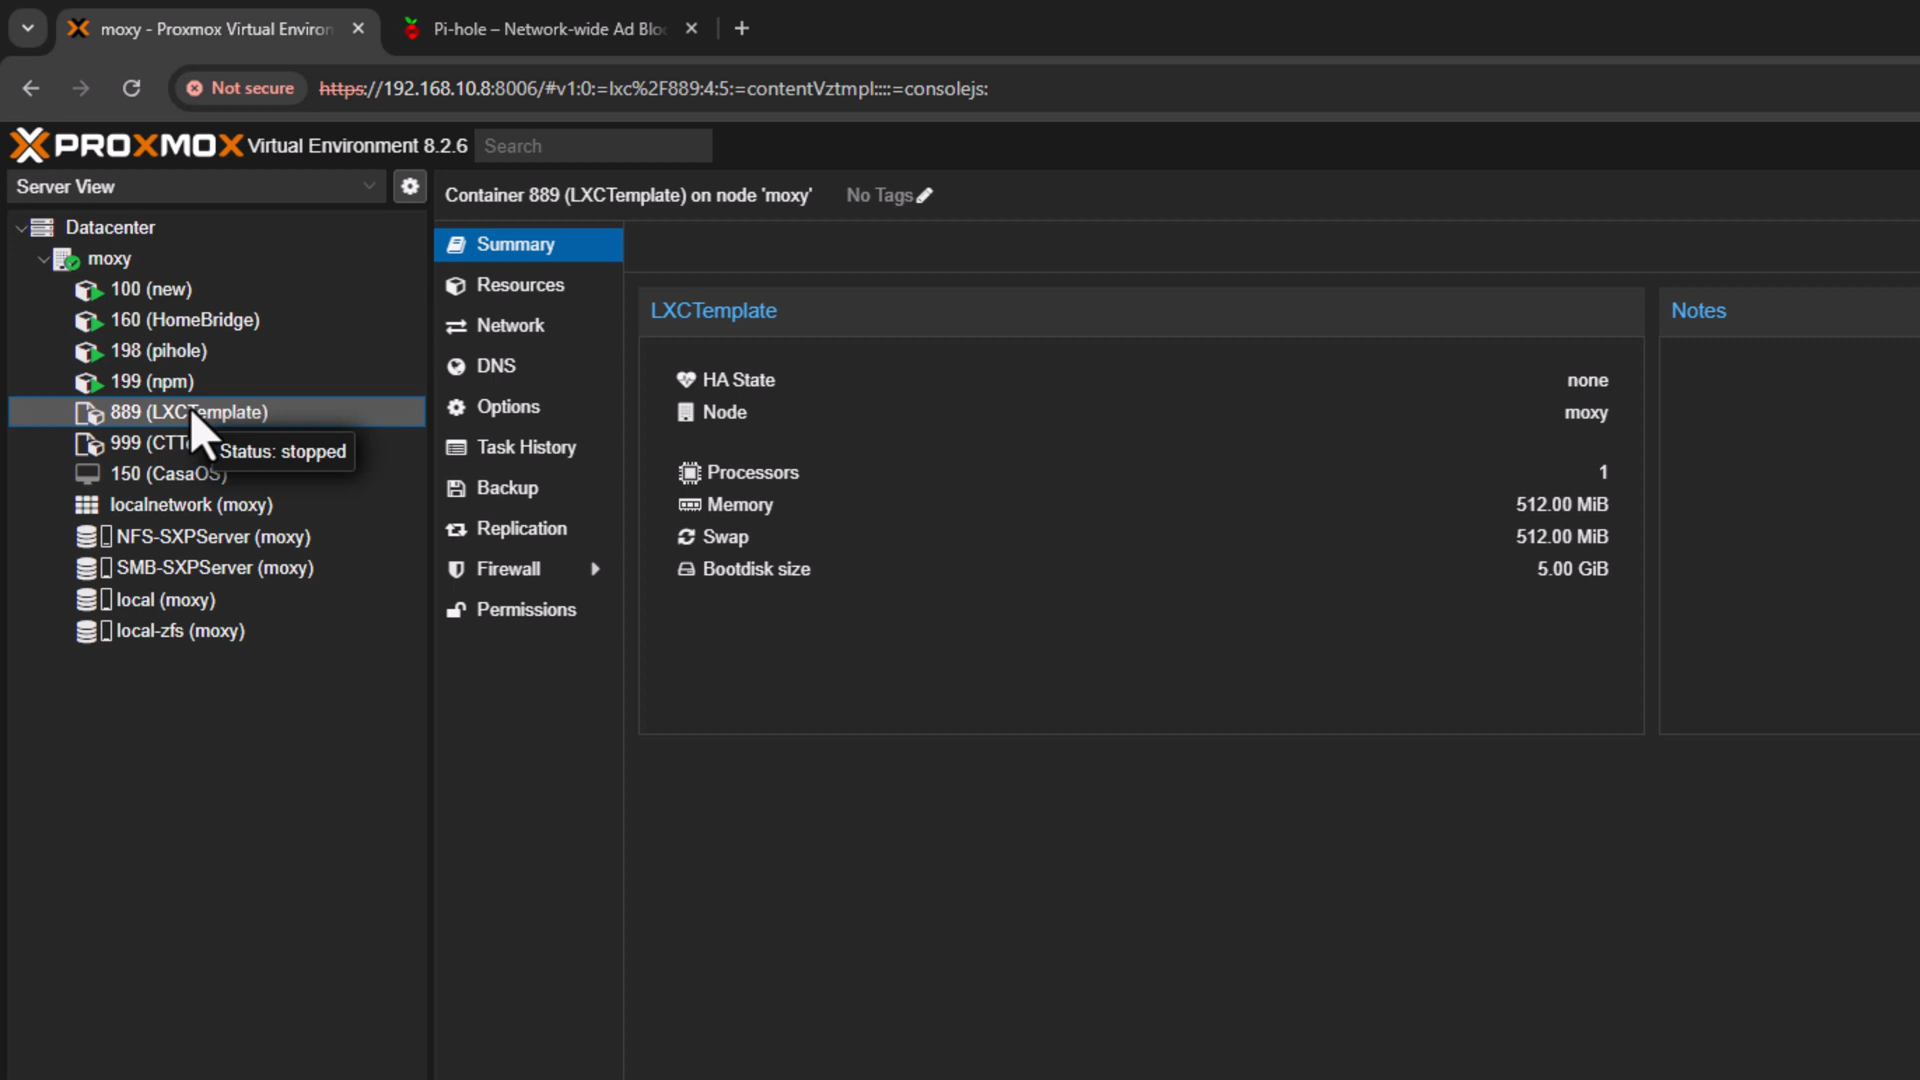 moxy - Proxmox Virtual Environ
Pi-hole – Network-wide Ad Blo
Not secure
https://192.168.10.8:8006/#v1:0:=lxc%2F889:4:5:=contentVztmpl::::=consolejs:
PROXMOX Virtual Environment 8.2.6
Search
Server View
Container 889 (LXCTemplate) on node 'moxy'
No Tags
Datacenter
moxy
100 (new)
160 (HomeBridge)
198 (pihole)
199 (npm)
889 (LXCTemplate)
999 (CTT
Status: stopped
150 (CasaOS)
localnetwork (moxy)
NFS-SXPServer (moxy)
SMB-SXPServer (moxy)
local (moxy)
local-zfs (moxy)
Summary
Resources
Network
DNS
Options
Task History
Backup
Replication
Firewall
Permissions
LXCTemplate
HA State none
Node moxy
Processors 1
Memory 512.00 MiB
Swap 512.00 MiB
Bootdisk size 5.00 GiB
Notes